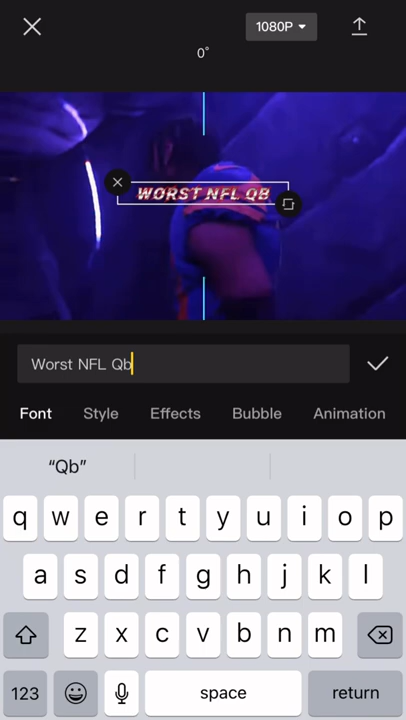 1080P
0°
WORST NFL QB
Worst NFL Qb
Font Style Effects Bubble Animation
“Qb”
q w e r t y u i o p
a s d f g h j k l
z x c v b n m
123 space return